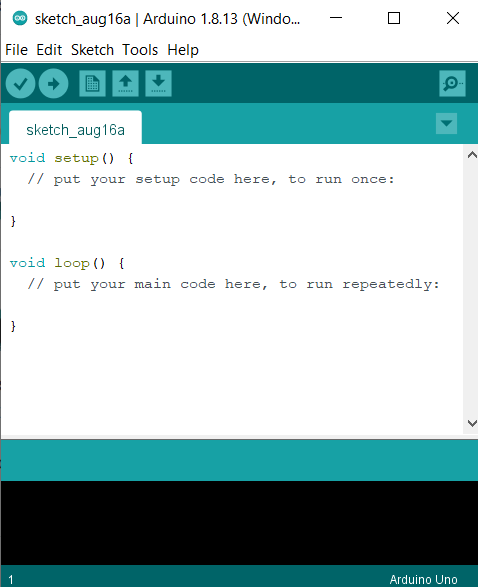 sketch_aug16a | Arduino 1.8.13 (Windo...
File Edit Sketch Tools Help
sketch_aug16a
void setup() {
  // put your setup code here, to run once:
}
void loop() {
  // put your main code here, to run repeatedly:
}
1
Arduino Uno